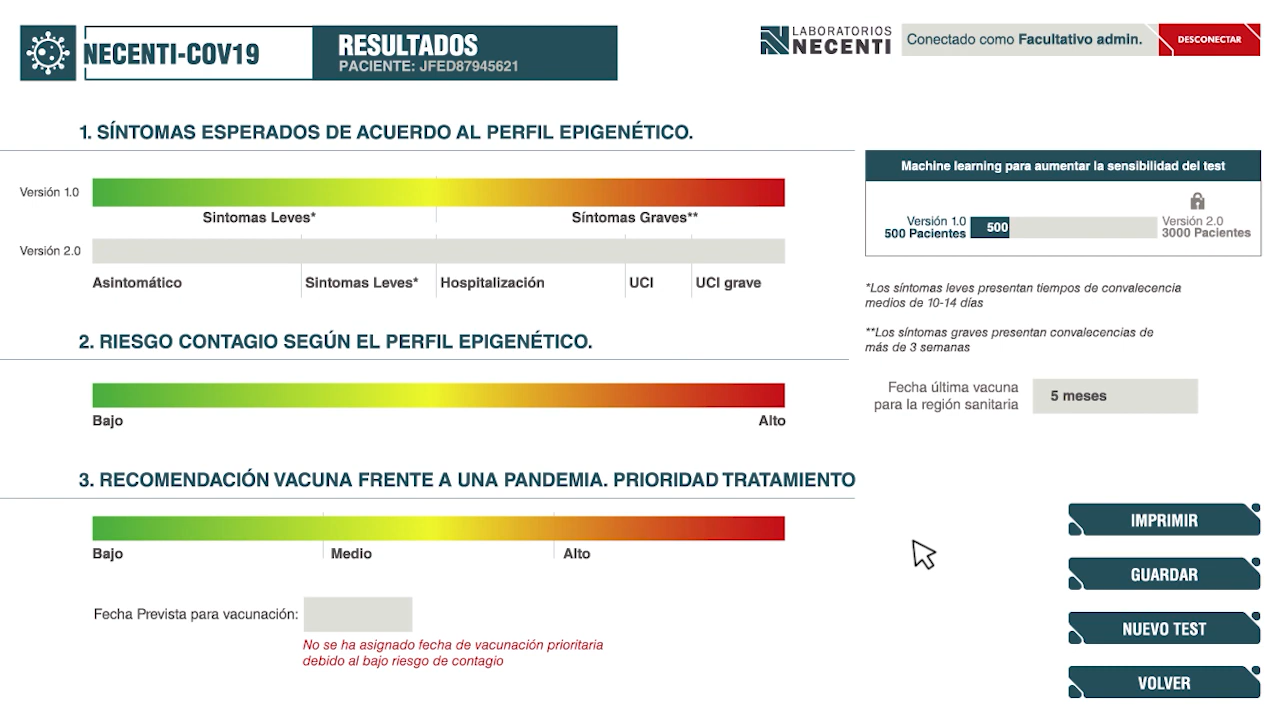 NECENTI-COV19
RESULTADOS
PACIENTE: JFED87945621
LABORATORIOS
NECENTI
Conectado como Facultativo admin.
DESCONECTAR
1. SÍNTOMAS ESPERADOS DE ACUERDO AL PERFIL EPIGENÉTICO.
Versión 1.0
Sintomas Leves*
Síntomas Graves**
Versión 2.0
Asintomático
Sintomas Leves*
Hospitalización
UCI
UCI grave
Machine learning para aumentar la sensibilidad del test
Versión 1.0
500 Pacientes
500
Versión 2.0
3000 Pacientes
*Los síntomas leves presentan tiempos de convalecencia
medios de 10-14 días
**Los síntomas graves presentan convalecencias de
más de 3 semanas
2. RIESGO CONTAGIO SEGÚN EL PERFIL EPIGENÉTICO.
Bajo
Alto
Fecha última vacuna
para la región sanitaria
5 meses
3. RECOMENDACIÓN VACUNA FRENTE A UNA PANDEMIA. PRIORIDAD TRATAMIENTO
Bajo
Medio
Alto
Fecha Prevista para vacunación:
No se ha asignado fecha de vacunación prioritaria
debido al bajo riesgo de contagio
IMPRIMIR
GUARDAR
NUEVO TEST
VOLVER